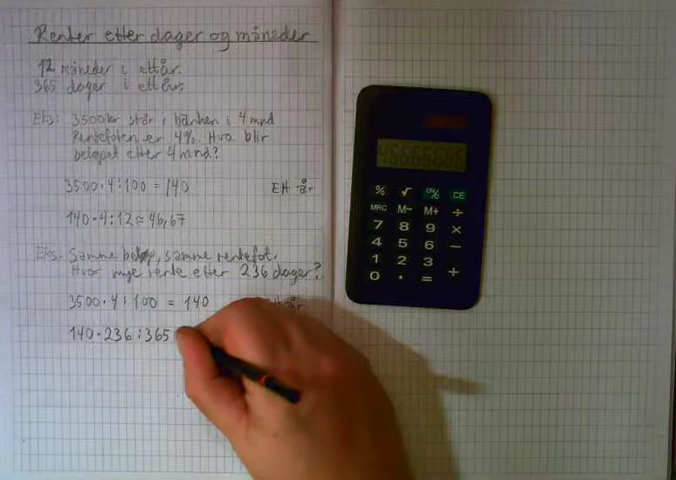 Renter etter dager og måneder
12 måneder i ett år.
365 dager i ett år.
Eks: 3500kr står i banken i 4 mnd
Rentefoten er 4%. Hva blir
beløpet etter 4 mnd?
3500·4:100 = 140 Ett år
140·4:12 = 46,67
Eks: Samme beløp, samme rentefot.
Hvor mye rente etter 236 dager?
3500·4:100 = 140 år
140·236:365
% √ ON/C CE
MRC M− M+ ÷
7 8 9 ×
4 5 6 −
1 2 3
0 . = +